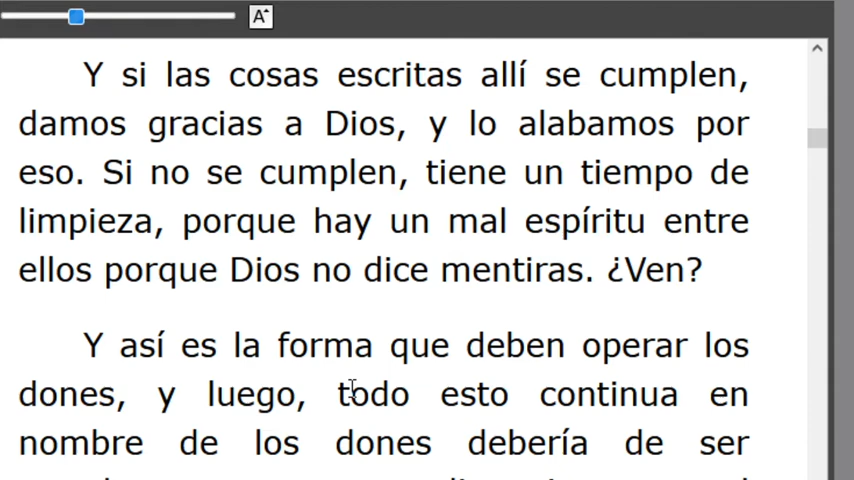 A
Y si las cosas escritas allí se cumplen,
damos gracias a Dios, y lo alabamos por
eso. Si no se cumplen, tiene un tiempo de
limpieza, porque hay un mal espíritu entre
ellos porque Dios no dice mentiras. ¿Ven?
Y así es la forma que deben operar los
dones, y luego, todo esto continua en
nombre de los dones debería de ser